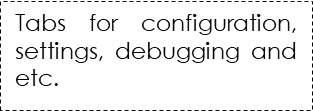 Tabs for configuration,
settings, debugging and
etc.